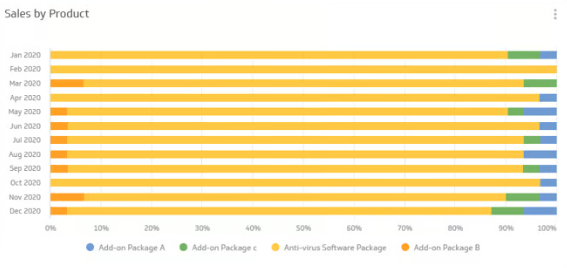 Sales by Product
Jan 2020
Feb 2020
Mar 2020
Apr 2020
May 2020
Jun 2020
Jul 2020
Aug 2020
Sep 2020
Oct 2020
Nov 2020
Dec 2020
0% 10% 20% 30% 40% 50% 60% 70% 80% 90% 100%
Add-on Package A Add-on Package c Anti-virus Software Package Add-on Package B